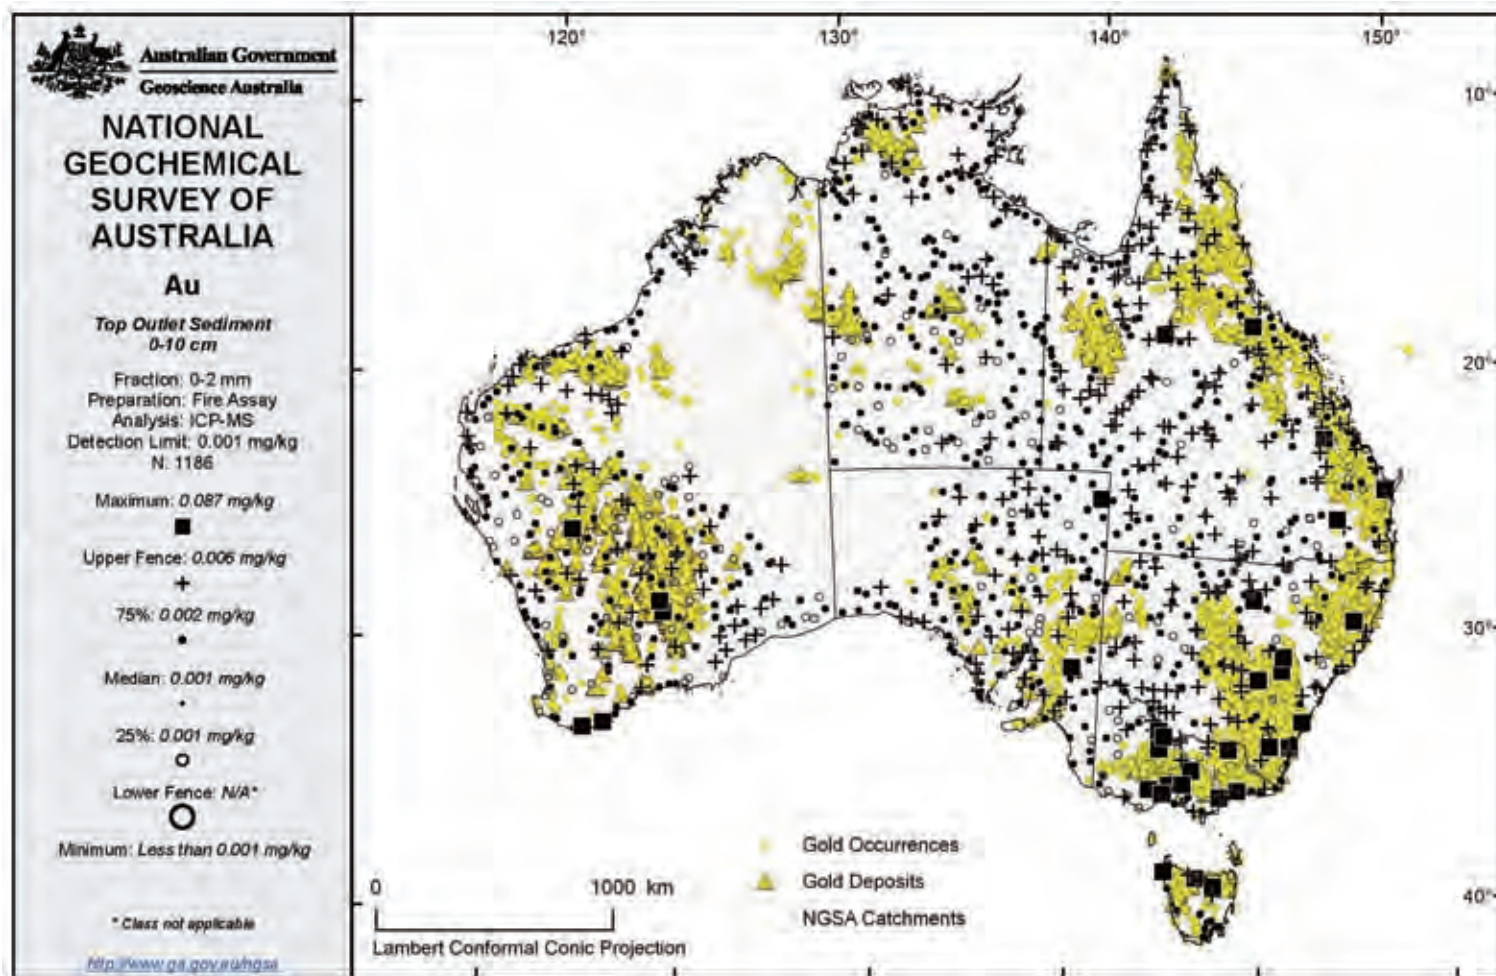 Australian Government
Geoscience Australia
NATIONAL
GEOCHEMICAL
SURVEY OF
AUSTRALIA
Au
Top Outlet Sediment
0-10 cm
Fraction: 0-2 mm
Preparation: Fire Assay
Analysis: ICP-MS
Detection Limit: 0.001 mg/kg
N: 1186
Maximum: 0.087 mg/kg
Upper Fence: 0.006 mg/kg
75%: 0.002 mg/kg
Median: 0.001 mg/kg
25%: 0.001 mg/kg
Lower Fence: N/A*
Minimum: Less than 0.001 mg/kg
* Class not applicable
http://www.ga.gov.au/ngsa
120°
130°
140°
150°
10°
20°
30°
40°
Gold Occurrences
Gold Deposits
NGSA Catchments
0
1000 km
Lambert Conformal Conic Projection